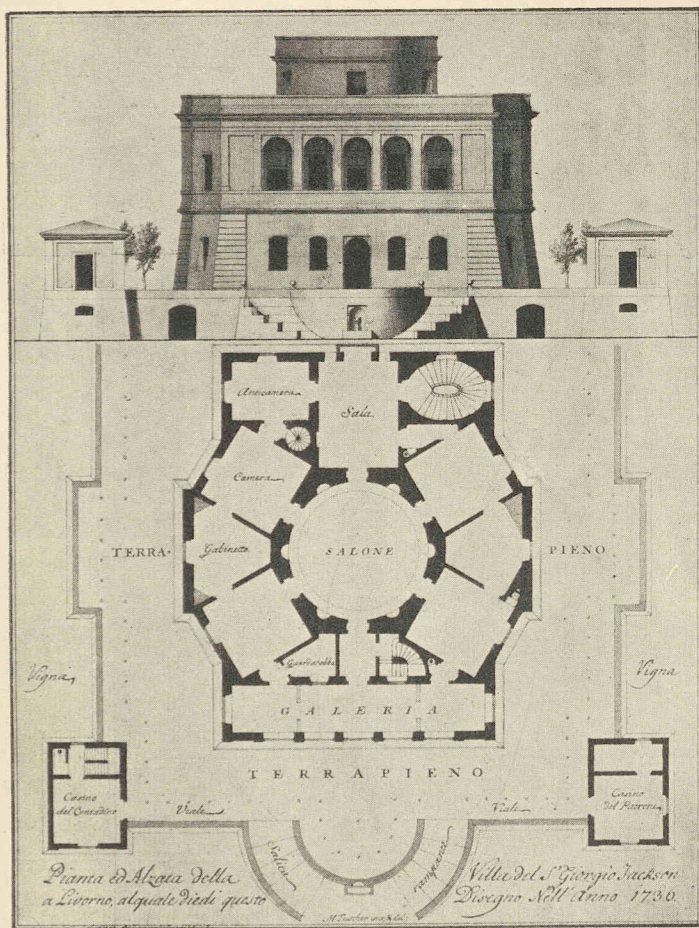 Anticamera
Sala
Camera
TERRA=
Gabinetto
SALONE
PIENO
Vigna
Guardarobba
Vigna
GALERIA
TERRAPIENO
Casino
del Contadino
Viale
Viale
Casino
del Padrone
Salita
rampante
Pianta ed Alzata della Villa del Sr. Giorgio Jackson
a Livorno, al quale diedi questo Disegno Nell' Anno 1730.
M. Tuscher